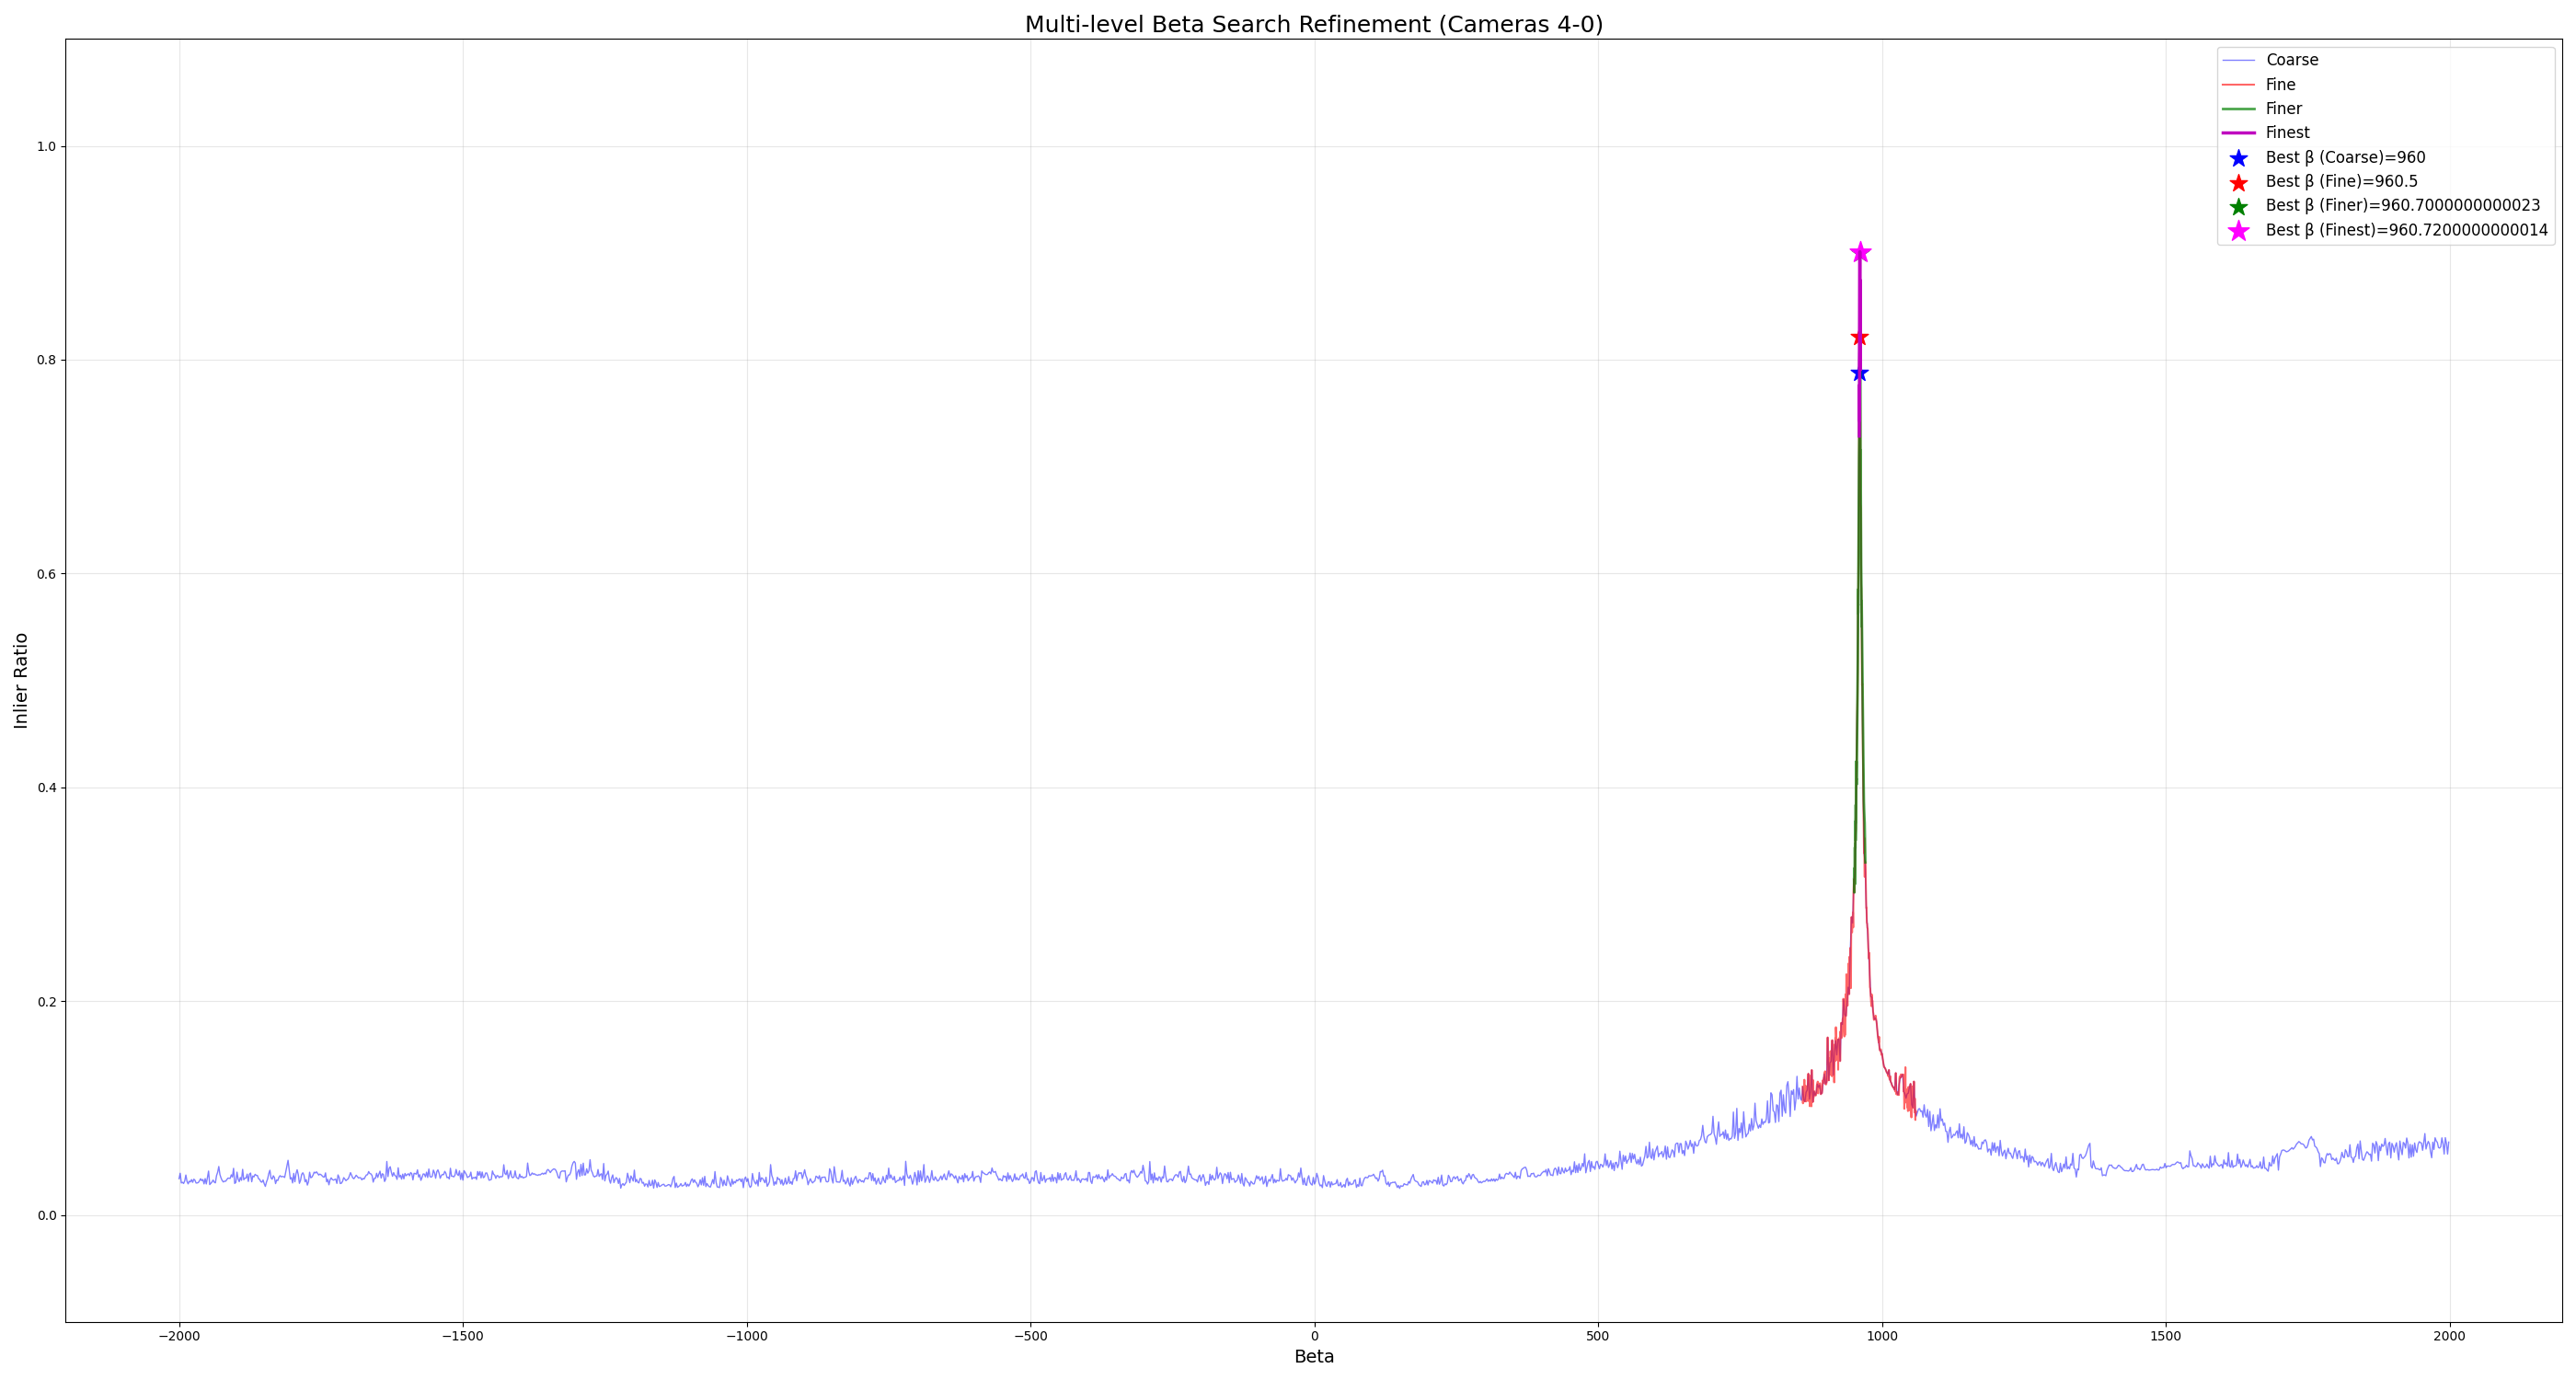 Multi-level Beta Search Refinement (Cameras 4-0)
Coarse
Fine
Finer
Finest
Best β (Coarse)=960
Best β (Fine)=960.5
Best β (Finer)=960.7000000000023
Best β (Finest)=960.7200000000014
1.0
0.8
0.6
0.4
0.2
0.0
Inlier Ratio
−2000 −1500 −1000 −500 0 500 1000 1500 2000
Beta